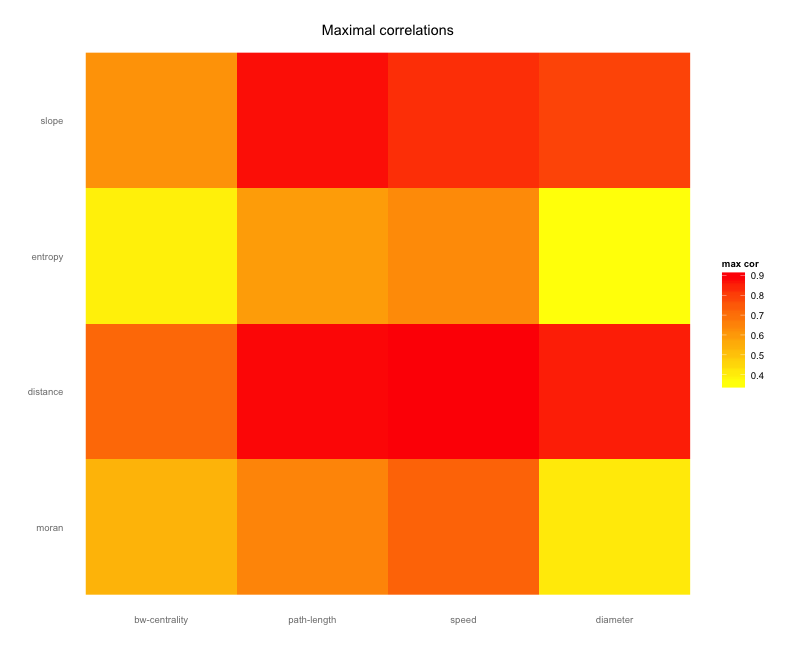 Maximal correlations
slope
entropy
distance
moran
bw-centrality
path-length
speed
diameter
max cor
0.9
0.8
0.7
0.6
0.5
0.4